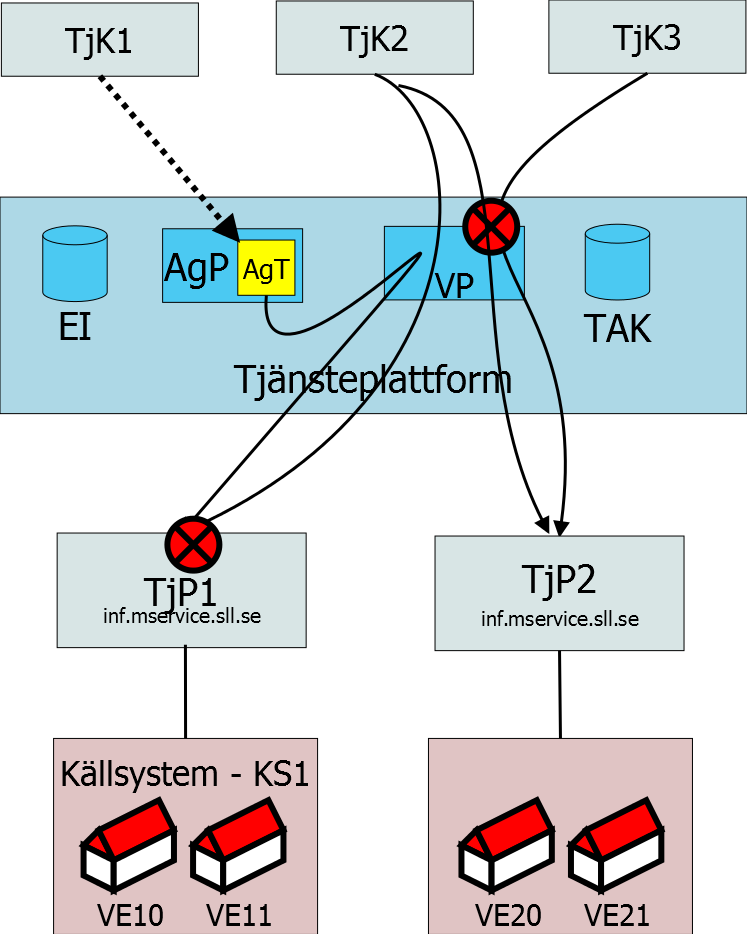 TjK1
TjK2
TjK3
AgP
AgT
VP
EI
TAK
Tjänsteplattform
TjP1
inf.mservice.sll.se
TjP2
inf.mservice.sll.se
Källsystem - KS1
VE10
VE11
VE20
VE21